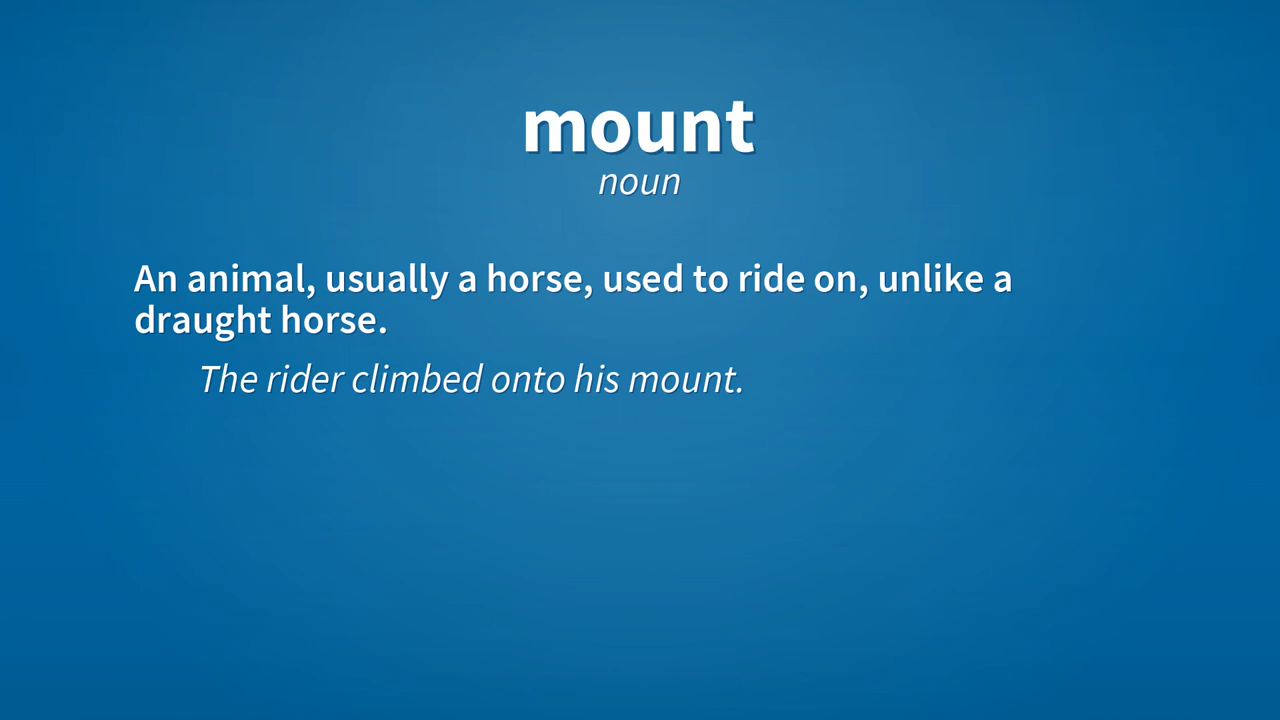 mount
noun
An animal, usually a horse, used to ride on, unlike a
draught horse.
The rider climbed onto his mount.